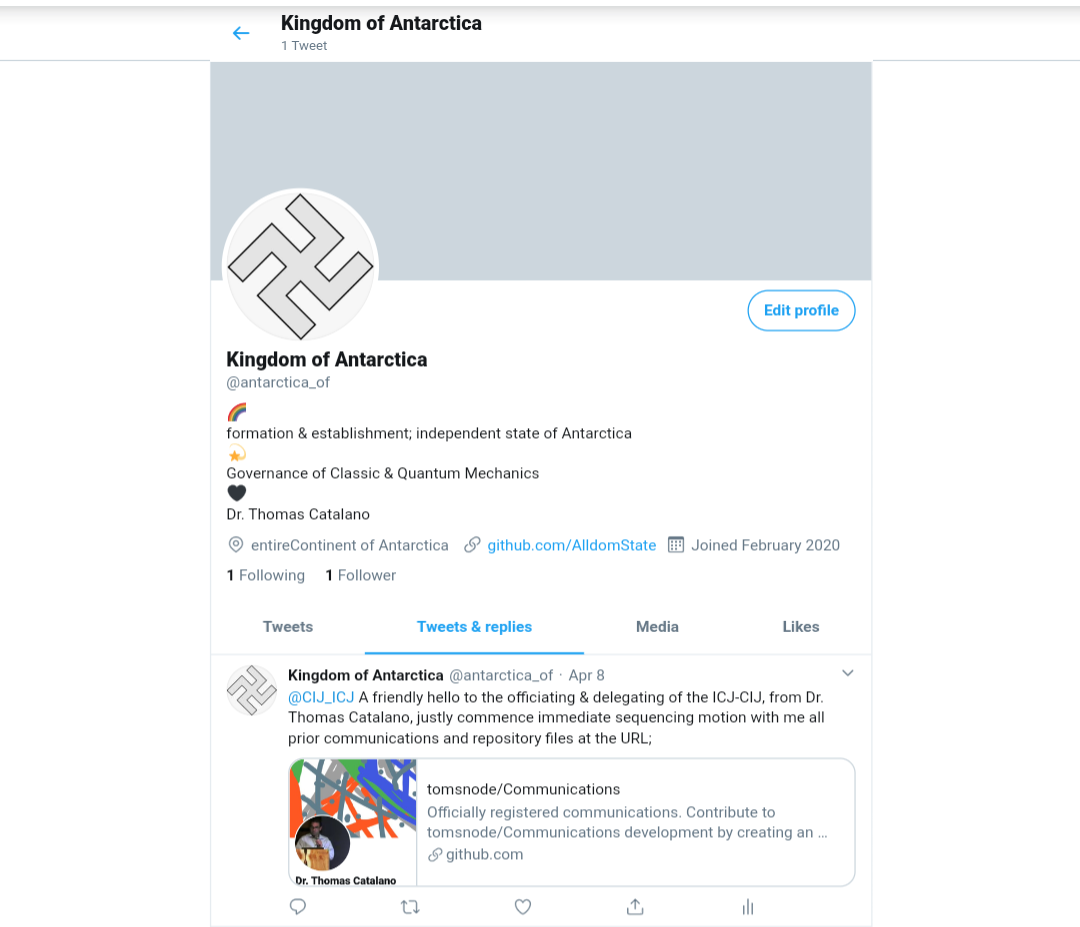 Kingdom of Antarctica
1 Tweet
Edit profile
Kingdom of Antarctica
@antarctica_of
🌈
formation & establishment; independent state of Antarctica
💫
Governance of Classic & Quantum Mechanics
🖤
Dr. Thomas Catalano
entireContinent of Antarctica github.com/AlldomState Joined February 2020
1 Following 1 Follower
Tweets Tweets & replies Media Likes
Kingdom of Antarctica @antarctica_of · Apr 8
@CIJ_ICJ A friendly hello to the officiating & delegating of the ICJ-CIJ, from Dr.
Thomas Catalano, justly commence immediate sequencing motion with me all
prior communications and repository files at the URL;
tomsnode/Communications
Officially registered communications. Contribute to
tomsnode/Communications development by creating an ...
github.com
Dr. Thomas Catalano